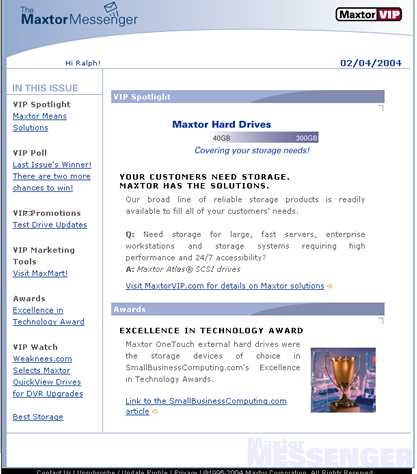 The
MaxtorMessenger
Maxtor VIP
Hi Ralph!
02/04/2004
IN THIS ISSUE
VIP Spotlight
Maxtor Means
Solutions
VIP Poll
Last Issue's Winner!
There are two more
chances to win!
VIP Promotions
Test Drive Updates
VIP Marketing
Tools
Visit MaxMart!
Awards
Excellence in
Technology Award
VIP Watch
Weaknees.com
Selects Maxtor
QuickView Drives
for DVR Upgrades
Best Storage
VIP Spotlight
Maxtor Hard Drives
40GB 300GB
Covering your storage needs!
YOUR CUSTOMERS NEED STORAGE.
MAXTOR HAS THE SOLUTIONS.
Our broad line of reliable storage products is readily
available to fill all of your customers' needs.
Q: Need storage for large, fast servers, enterprise
workstations and storage systems requiring high
performance and 24/7 accessibility?
A: Maxtor Atlas® SCSI drives
Visit MaxtorVIP.com for details on Maxtor solutions
Awards
EXCELLENCE IN TECHNOLOGY AWARD
Maxtor OneTouch external hard drives were
the storage devices of choice in
SmallBusinessComputing.com's Excellence
in Technology Awards.
Link to the SmallBusinessComputing.com
article
Maxtor
MESSENGER
Contact Us | Unsubscribe / Update Profile | Privacy | ©1996-2004 Maxtor Corporation. All Rights Reserved.